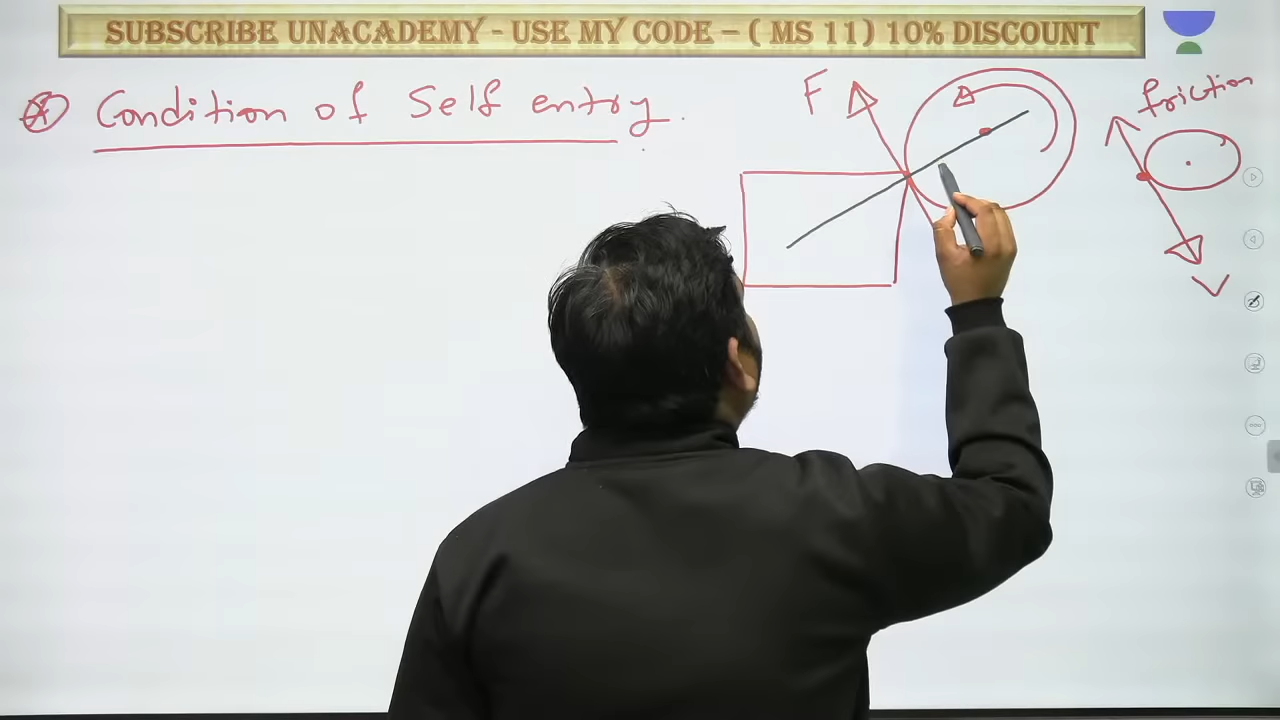 SUBSCRIBE UNACADEMY - USE MY CODE – ( MS 11) 10% DISCOUNT
Condition of Self entry.
F
friction
V